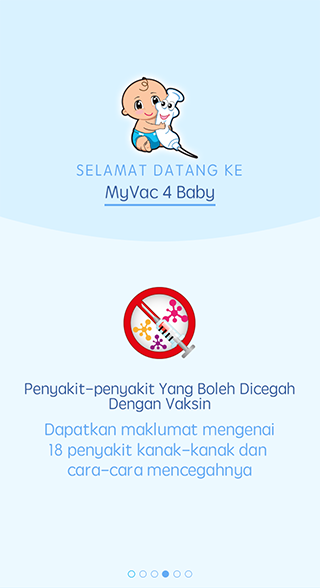 SELAMAT DATANG KE
MyVac 4 Baby
Penyakit-penyakit Yang Boleh Dicegah
Dengan Vaksin
Dapatkan maklumat mengenai
18 penyakit kanak-kanak dan
cara-cara mencegahnya